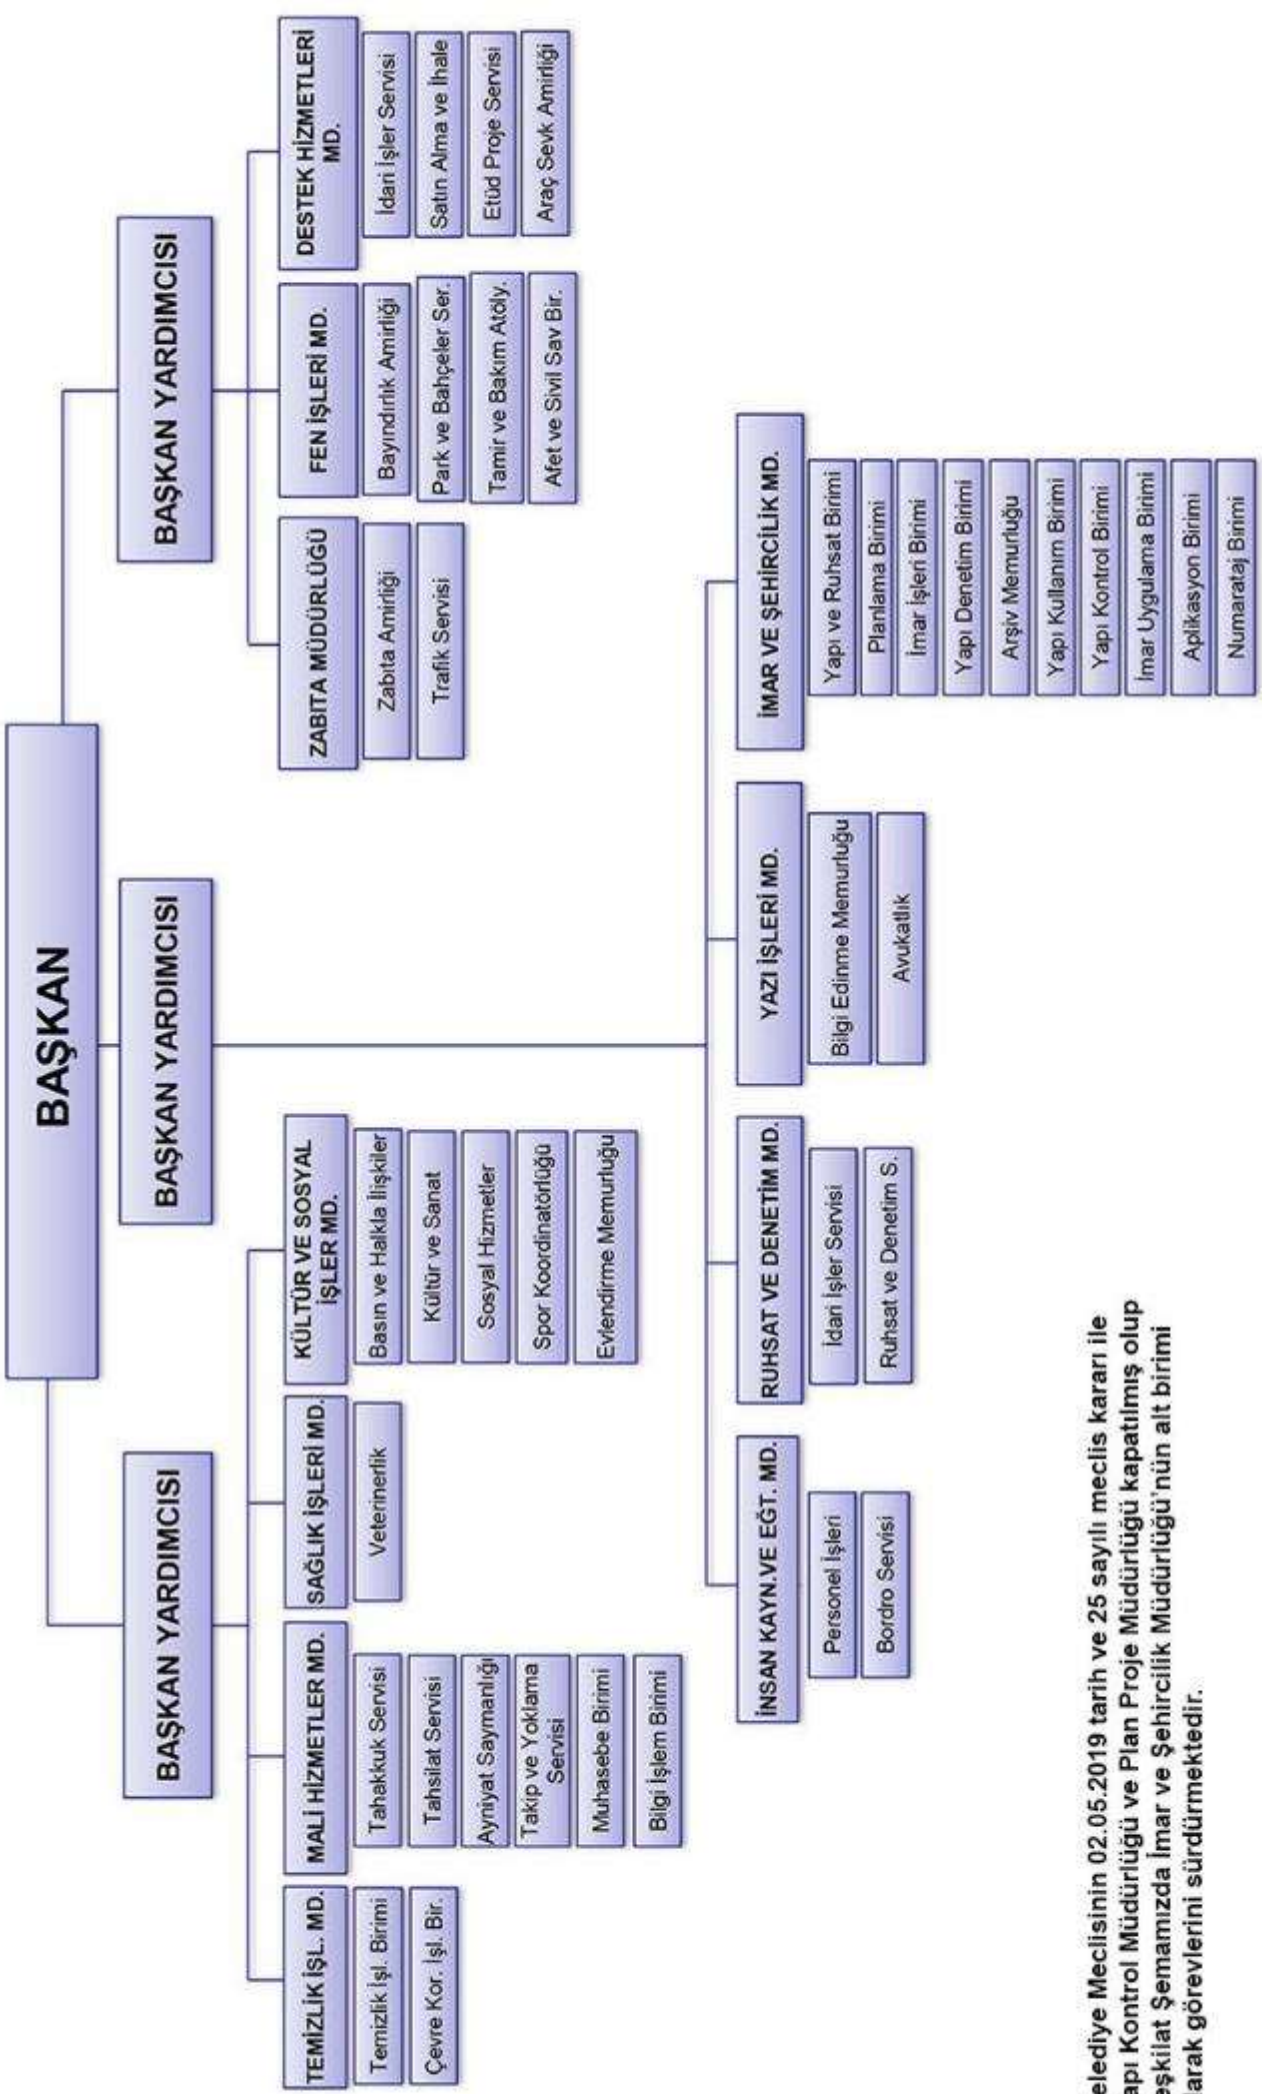 BAŞKAN
BAŞKAN YARDIMCISI
BAŞKAN YARDIMCISI
BAŞKAN YARDIMCISI
TEMİZLİK İŞL. MD.
Temizlik İşl. Birimi
Çevre Kor. İşl. Bir.
MALİ HİZMETLER MD.
Tahakkuk Servisi
Tahsilat Servisi
Ayniyat Saymanlığı
Takip ve Yoklama
Servisi
Muhasebe Birimi
Bilgi İşlem Birimi
SAĞLIK İŞLERİ MD.
Veterinerlik
KÜLTÜR VE SOSYAL
İŞLER MD.
Basın ve Halkla İlişkiler
Kültür ve Sanat
Sosyal Hizmetler
Spor Koordinatörlüğü
Evlendirme Memurluğu
ZABITA MÜDÜRLÜĞÜ
Zabıta Amirliği
Trafik Servisi
FEN İŞLERİ MD.
Bayındırlık Amirliği
Park ve Bahçeler Ser.
Tamir ve Bakım Atöly.
Afet ve Sivil Sav Bir.
DESTEK HİZMETLERİ
MD.
İdari İşler Servisi
Satın Alma ve İhale
Etüd Proje Servisi
Araç Sevk Amirliği
İNSAN KAYN.VE EĞT. MD.
Personel İşleri
Bordro Servisi
RUHSAT VE DENETİM MD.
İdari İşler Servisi
Ruhsat ve Denetim S.
YAZI İŞLERİ MD.
Bilgi Edinme Memurluğu
Avukatlık
İMAR VE ŞEHİRCİLİK MD.
Yapı ve Ruhsat Birimi
Planlama Birimi
İmar İşleri Birimi
Yapı Denetim Birimi
Arşiv Memurluğu
Yapı Kullanım Birimi
Yapı Kontrol Birimi
İmar Uygulama Birimi
Aplikasyon Birimi
Numarataj Birimi
elediye Meclisinin 02.05.2019 tarih ve 25 sayılı meclis kararı ile
apı Kontrol Müdürlüğü ve Plan Proje Müdürlüğü kapatılmış olup
eşkilat Şemamızda İmar ve Şehircilik Müdürlüğü'nün alt birimi
larak görevlerini sürdürmektedir.